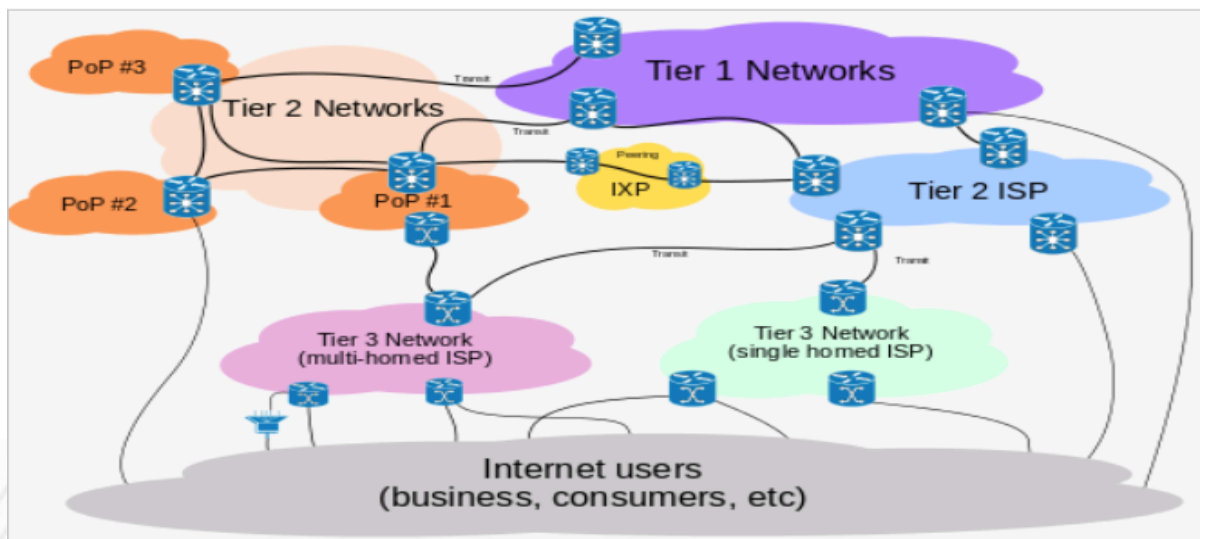 PoP #3
Tier 1 Networks
Transit
Tier 2 Networks
Transit
Peering
IXP
Tier 2 ISP
PoP #2
PoP #1
Transit
Transit
Tier 3 Network
(multi-homed ISP)
Tier 3 Network
(single homed ISP)
Internet users
(business, consumers, etc)